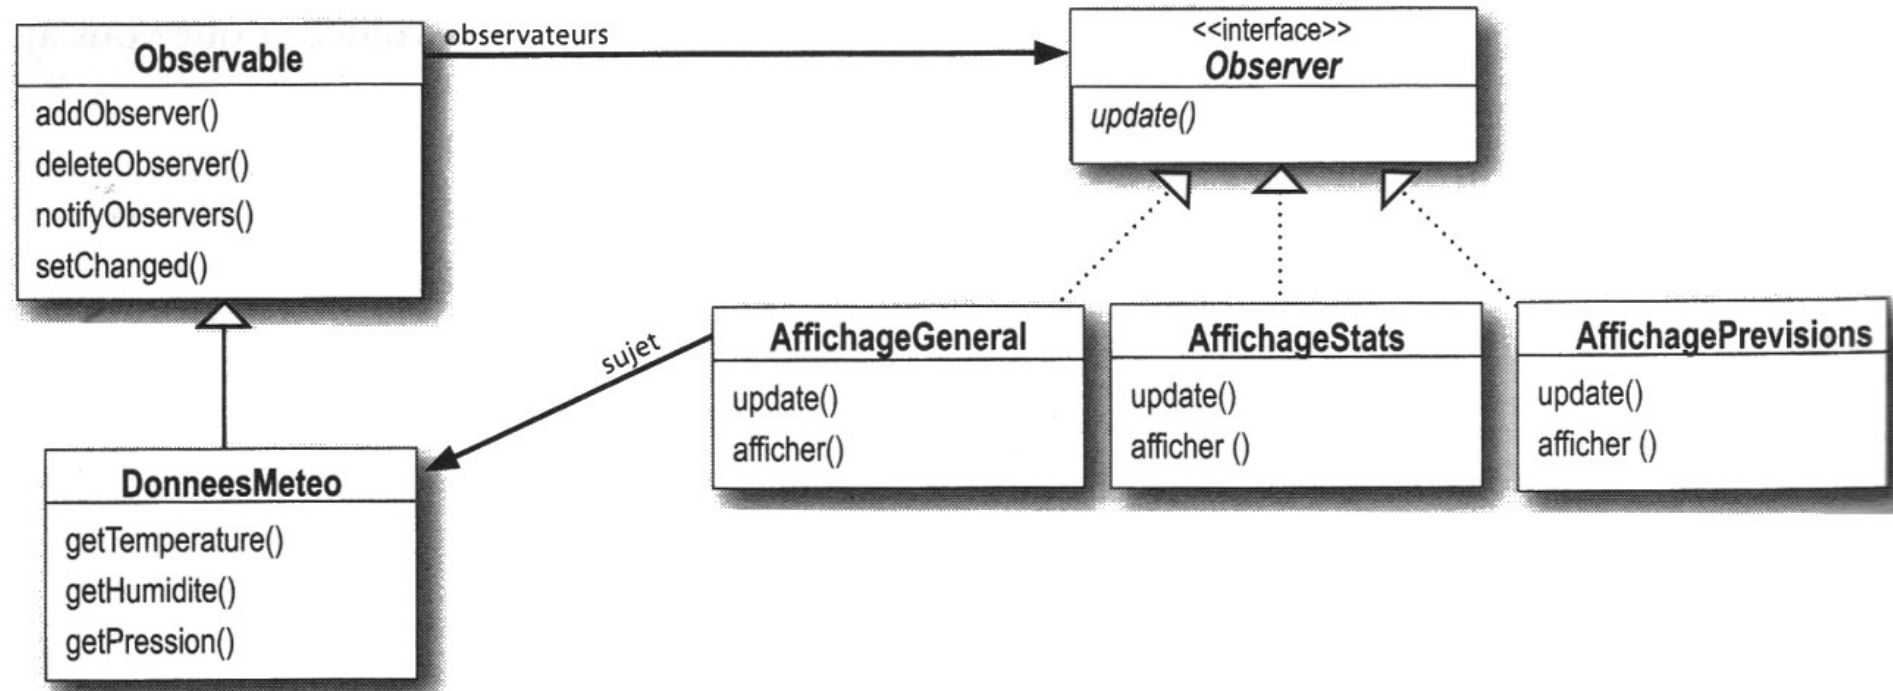 observateurs
Observable
addObserver()
deleteObserver()
notifyObservers()
setChanged()
<<interface>>
Observer
update()
sujet
DonneesMeteo
getTemperature()
getHumidite()
getPression()
AffichageGeneral
update()
afficher()
AffichageStats
update()
afficher ()
AffichagePrevisions
update()
afficher ()